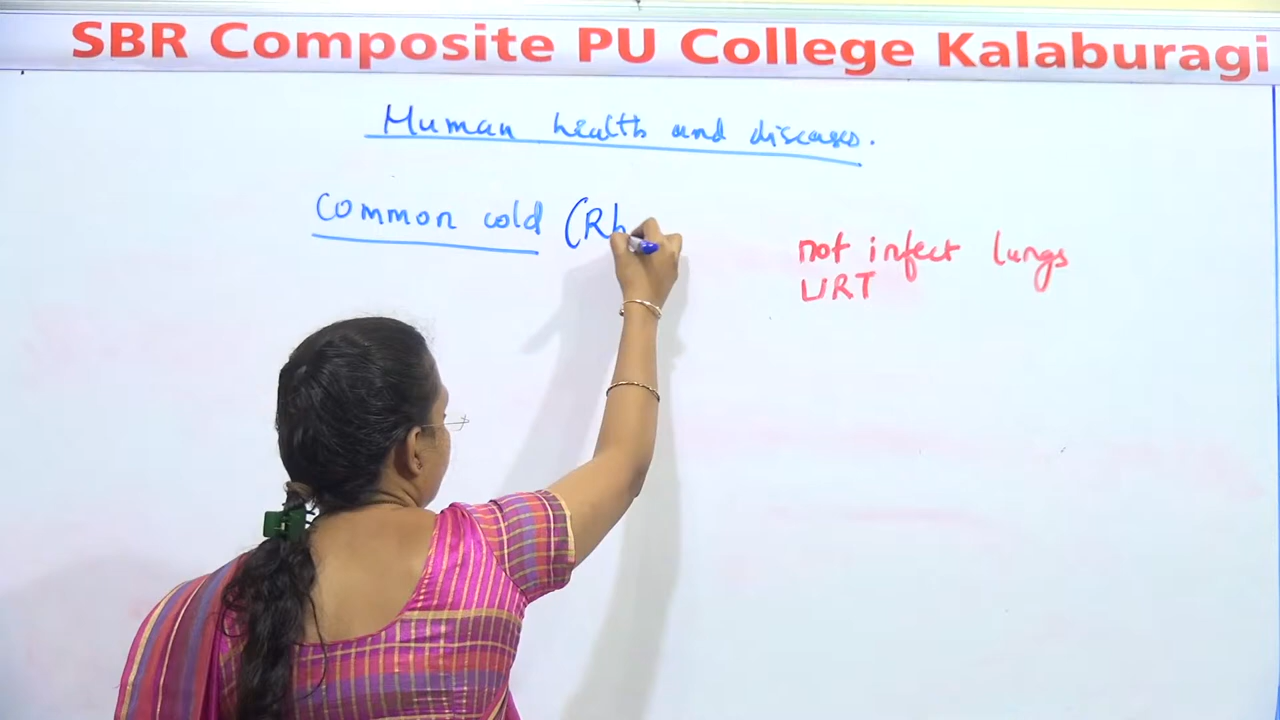 SBR Composite PU College Kalaburagi
Human health and diseases.
Common cold (Rh
not infect lungs
URT